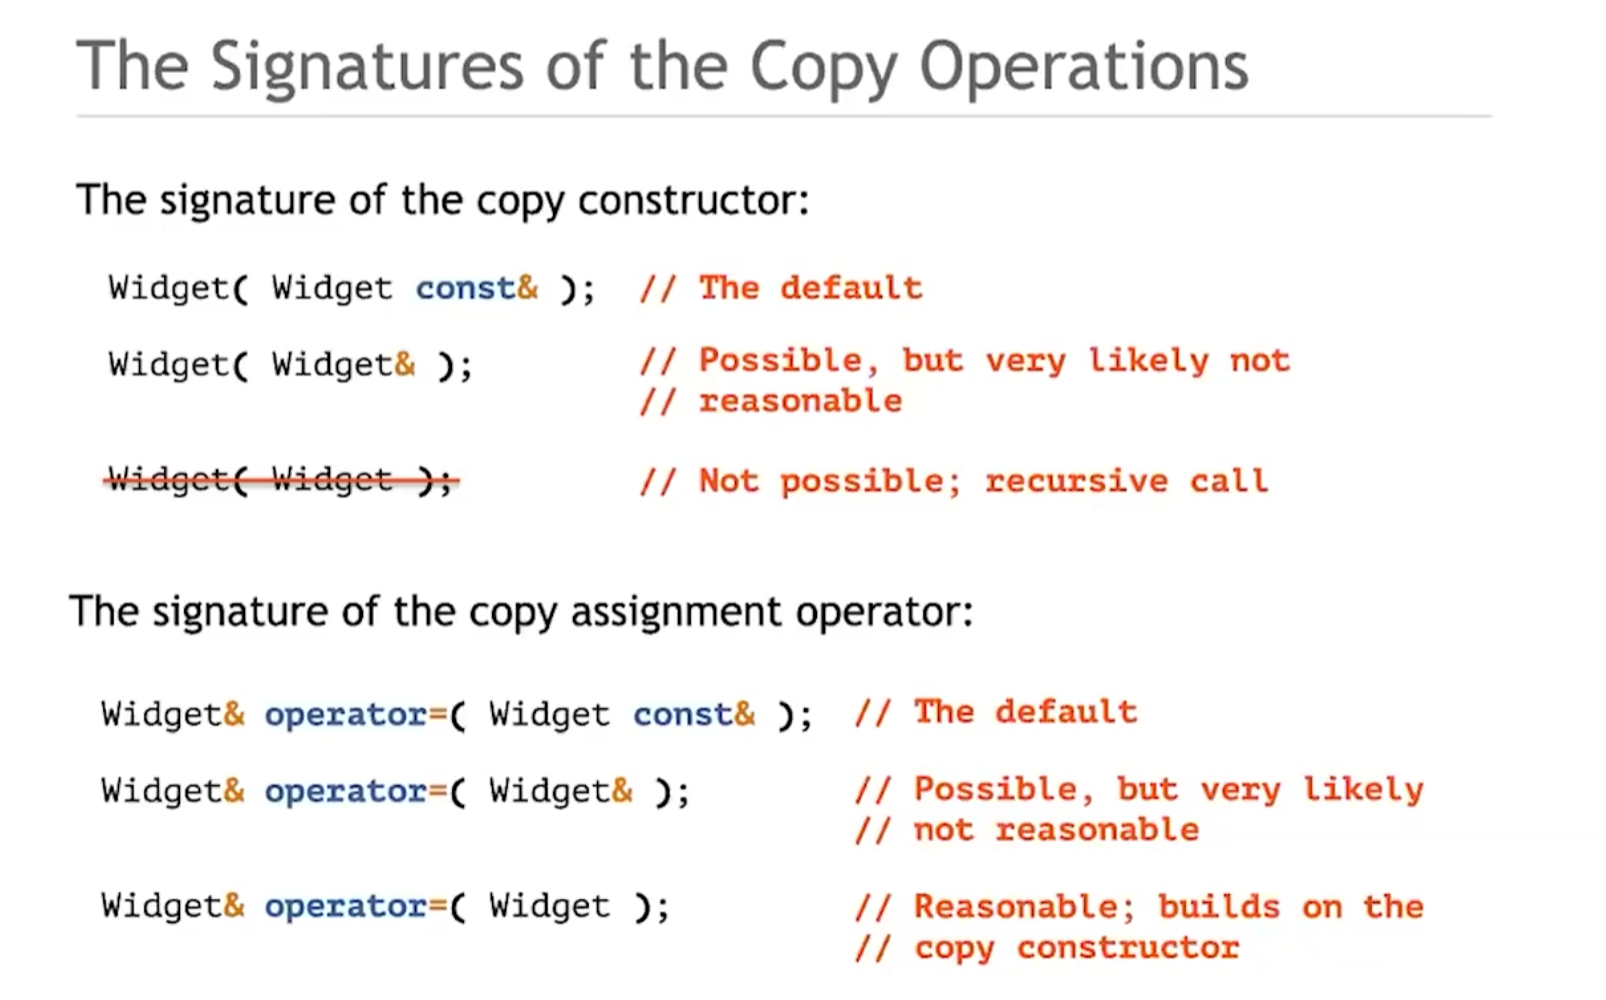 The Signatures of the Copy Operations
The signature of the copy constructor:
Widget( Widget const& ); // The default
Widget( Widget& ); // Possible, but very likely not
// reasonable
Widget( Widget ); // Not possible; recursive call
The signature of the copy assignment operator:
Widget& operator=( Widget const& ); // The default
Widget& operator=( Widget& ); // Possible, but very likely
// not reasonable
Widget& operator=( Widget ); // Reasonable; builds on the
// copy constructor